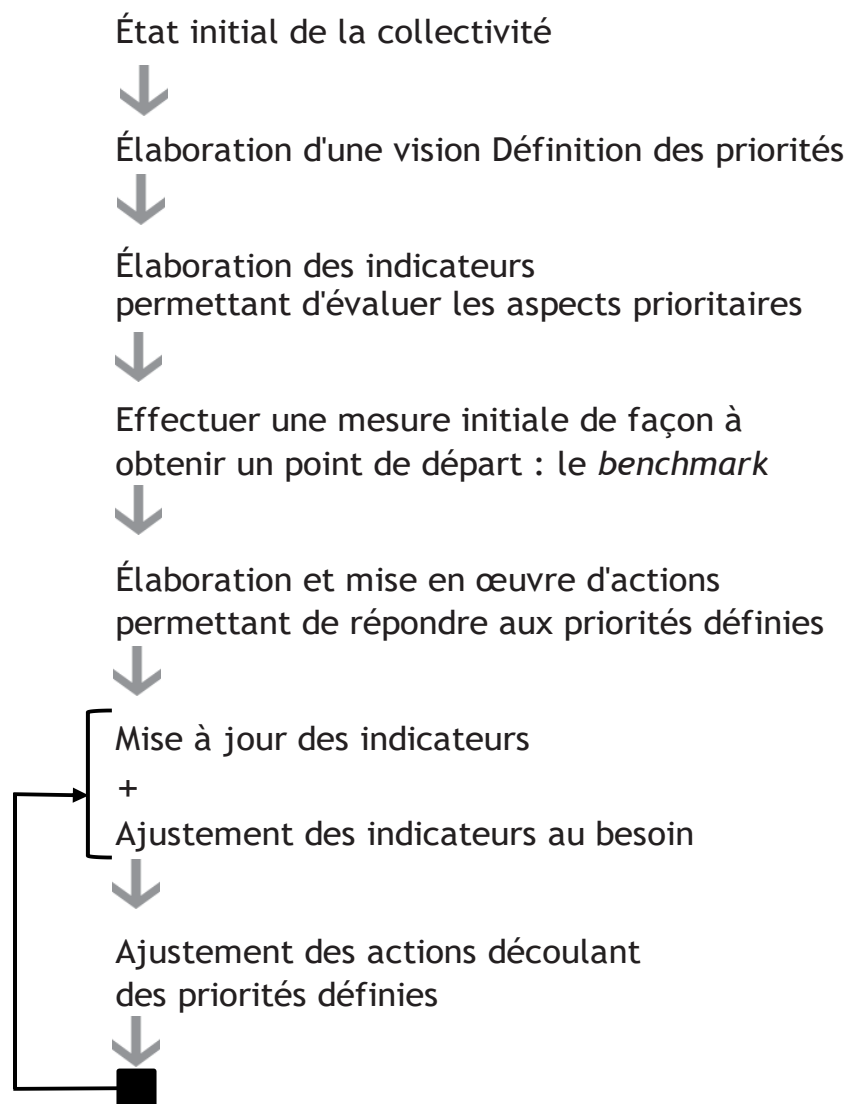 État initial de la collectivité
Élaboration d'une vision Définition des priorités
Élaboration des indicateurs
permettant d'évaluer les aspects prioritaires
Effectuer une mesure initiale de façon à
obtenir un point de départ : le benchmark
Élaboration et mise en œuvre d'actions
permettant de répondre aux priorités définies
Mise à jour des indicateurs
+
Ajustement des indicateurs au besoin
Ajustement des actions découlant
des priorités définies